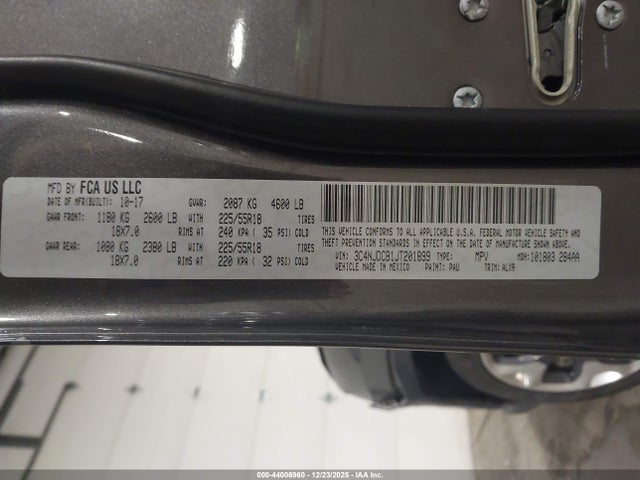 MFD BY FCA US LLC
DATE OF MFR(BUILT): 10-17 GVWR: 2087 KG 4600 LB
GAWR FRONT: 1180 KG 2600 LB WITH 225/55R18 TIRES
18X7.0 RIMS AT 240 KPA ( 35 PSI) COLD
GAWR REAR: 1080 KG 2380 LB WITH 225/55R18 TIRES
18X7.0 RIMS AT 220 KPA ( 32 PSI) COLD
THIS VEHICLE CONFORMS TO ALL APPLICABLE U.S.A. FEDERAL MOTOR VEHICLE SAFETY AND
THEFT PREVENTION STANDARDS IN EFFECT ON THE DATE OF MANUFACTURE SHOWN ABOVE.
VIN: 3C4NJDCB1JT201899 TYPE: MPV MDH: 101803 284AA
VEHICLE MADE IN MEXICO PAINT: PAU TRIM: ALX9
000-44006960 - 12/23/2025 - IAA Inc.